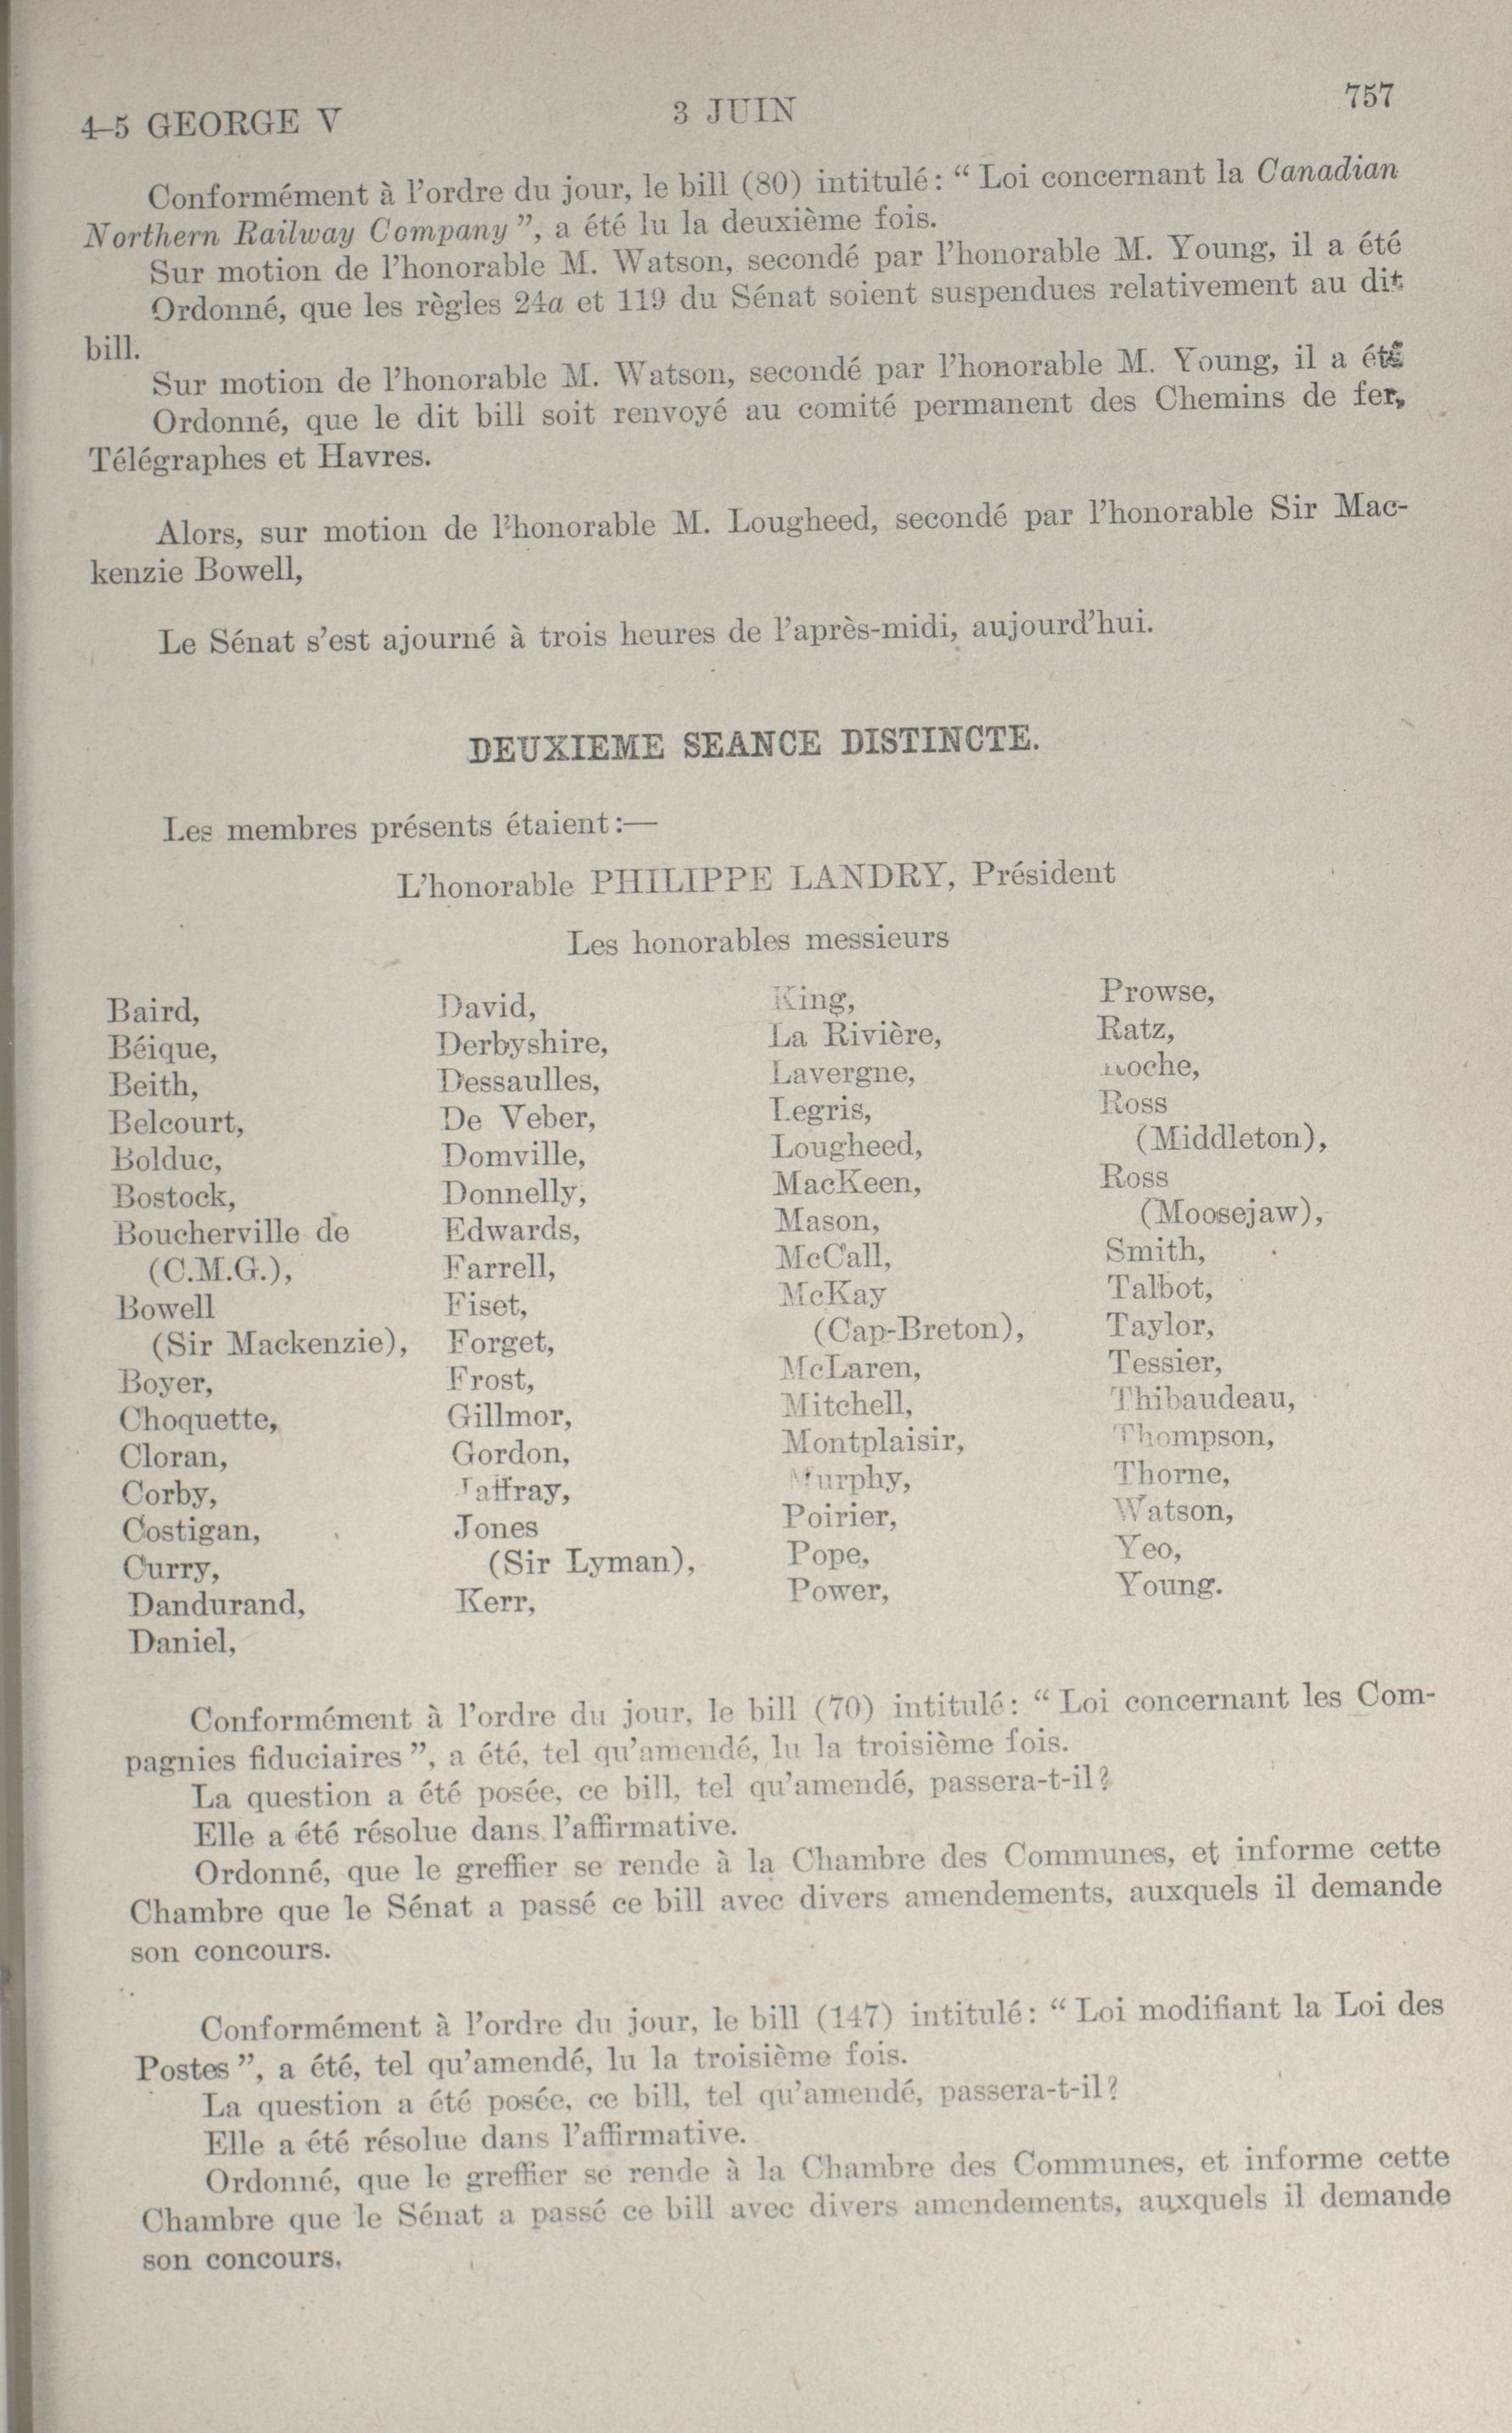 4-5 GEORGE V
3 JUIN
757
Conformément à l'ordre du jour, le bill (80) intitulé: “ Loi concernant la Canadian
Northern Railway Company ”, a été lu la deuxième fois.
Sur motion de l'honorable M. Watson, secondé par l'honorable M. Young, il a été
Ordonné, que les règles 24a et 119 du Sénat soient suspendues relativement au dit
bill.
Sur motion de l'honorable M. Watson, secondé par l'honorable M. Young, il a été
Ordonné, que le dit bill soit renvoyé au comité permanent des Chemins de fer,
Télégraphes et Havres.
Alors, sur motion de l'honorable M. Lougheed, secondé par l'honorable Sir Mac-
kenzie Bowell,
Le Sénat s'est ajourné à trois heures de l'après-midi, aujourd'hui.
DEUXIEME SEANCE DISTINCTE.
Les membres présents étaient :—
L'honorable PHILIPPE LANDRY, Président
Les honorables messieurs
Baird,
Béique,
Beith,
Belcourt,
Bolduc,
Bostock,
Boucherville de
(C.M.G.),
Bowell
(Sir Mackenzie),
Boyer,
Choquette,
Cloran,
Corby,
Costigan,
Curry,
Dandurand,
Daniel,
David,
Derbyshire,
Dessaulles,
De Veber,
Domville,
Donnelly,
Edwards,
Farrell,
Fiset,
Forget,
Frost,
Gillmor,
Gordon,
Jaffray,
Jones
(Sir Lyman),
Kerr,
King,
La Rivière,
Lavergne,
Legris,
Lougheed,
MacKeen,
Mason,
McCall,
McKay
(Cap-Breton),
McLaren,
Mitchell,
Montplaisir,
Murphy,
Poirier,
Pope,
Power,
Prowse,
Ratz,
Roche,
Ross
(Middleton),
Ross
(Moosejaw),
Smith,
Talbot,
Taylor,
Tessier,
Thibaudeau,
Thompson,
Thorne,
Watson,
Yeo,
Young.
Conformément à l'ordre du jour, le bill (70) intitulé: “ Loi concernant les Com-
pagnies fiduciaires ”, a été, tel qu'amendé, lu la troisième fois.
La question a été posée, ce bill, tel qu'amendé, passera-t-il?
Elle a été résolue dans l'affirmative.
Ordonné, que le greffier se rende à la Chambre des Communes, et informe cette
Chambre que le Sénat a passé ce bill avec divers amendements, auxquels il demande
son concours.
Conformément à l'ordre du jour, le bill (147) intitulé: “ Loi modifiant la Loi des
Postes ”, a été, tel qu'amendé, lu la troisième fois.
La question a été posée, ce bill, tel qu'amendé, passera-t-il?
Elle a été résolue dans l'affirmative.
Ordonné, que le greffier se rende à la Chambre des Communes, et informe cette
Chambre que le Sénat a passé ce bill avec divers amendements, auxquels il demande
son concours.